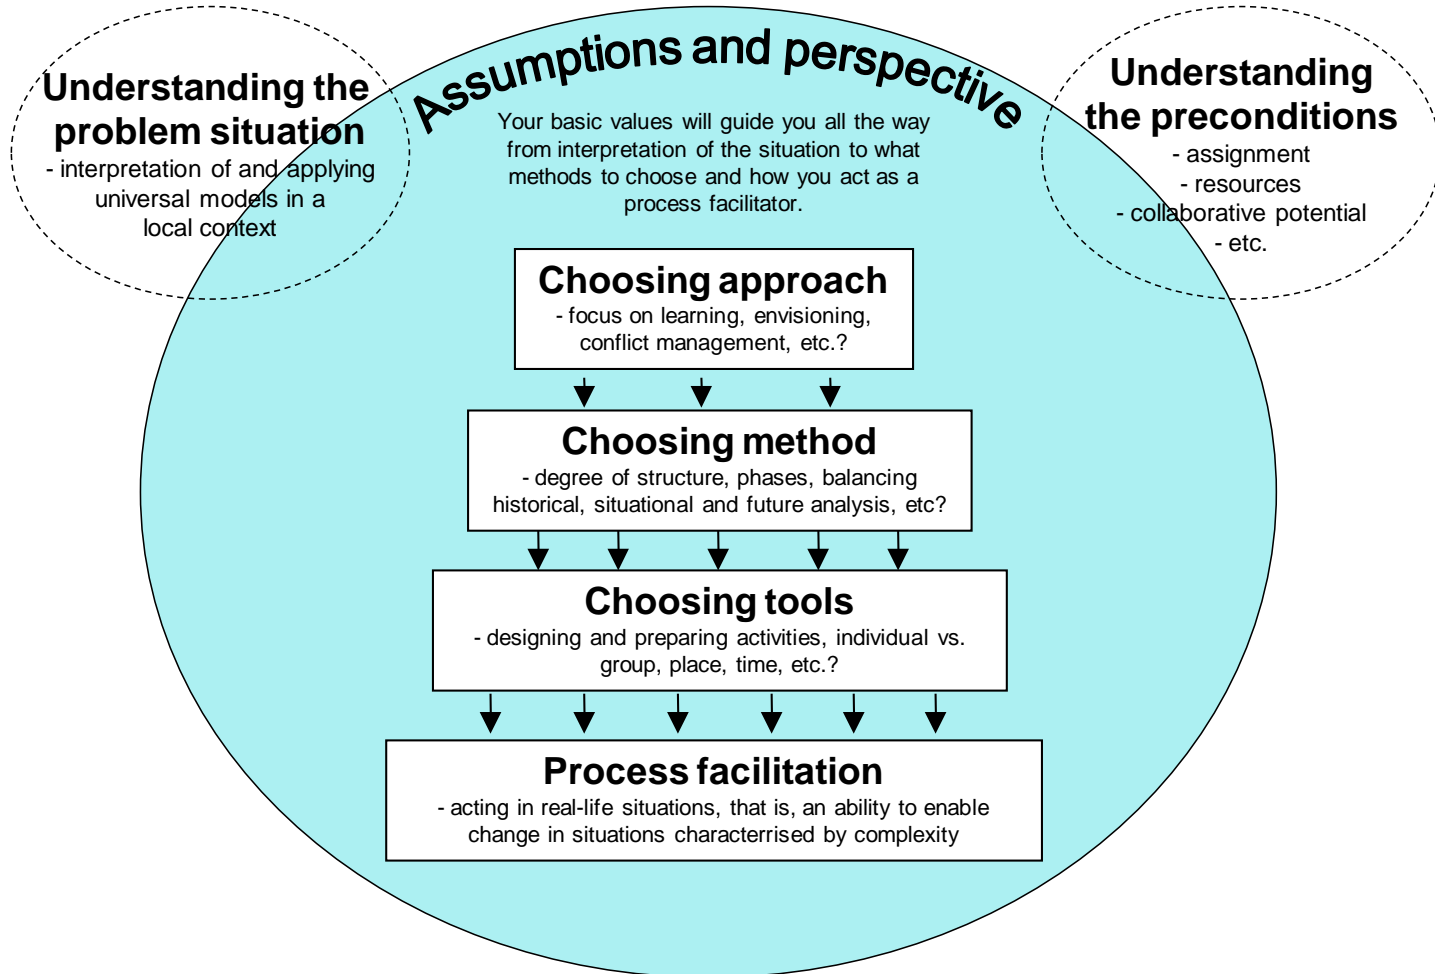 Assumptions and perspective
Understanding the
problem situation
- interpretation of and applying
universal models in a
local context
Your basic values will guide you all the way
from interpretation of the situation to what
methods to choose and how you act as a
process facilitator.
Understanding
the preconditions
- assignment
- resources
- collaborative potential
- etc.
Choosing approach
- focus on learning, envisioning,
conflict management, etc.?
Choosing method
- degree of structure, phases, balancing
historical, situational and future analysis, etc?
Choosing tools
- designing and preparing activities, individual vs.
group, place, time, etc.?
Process facilitation
- acting in real-life situations, that is, an ability to enable
change in situations characterrised by complexity